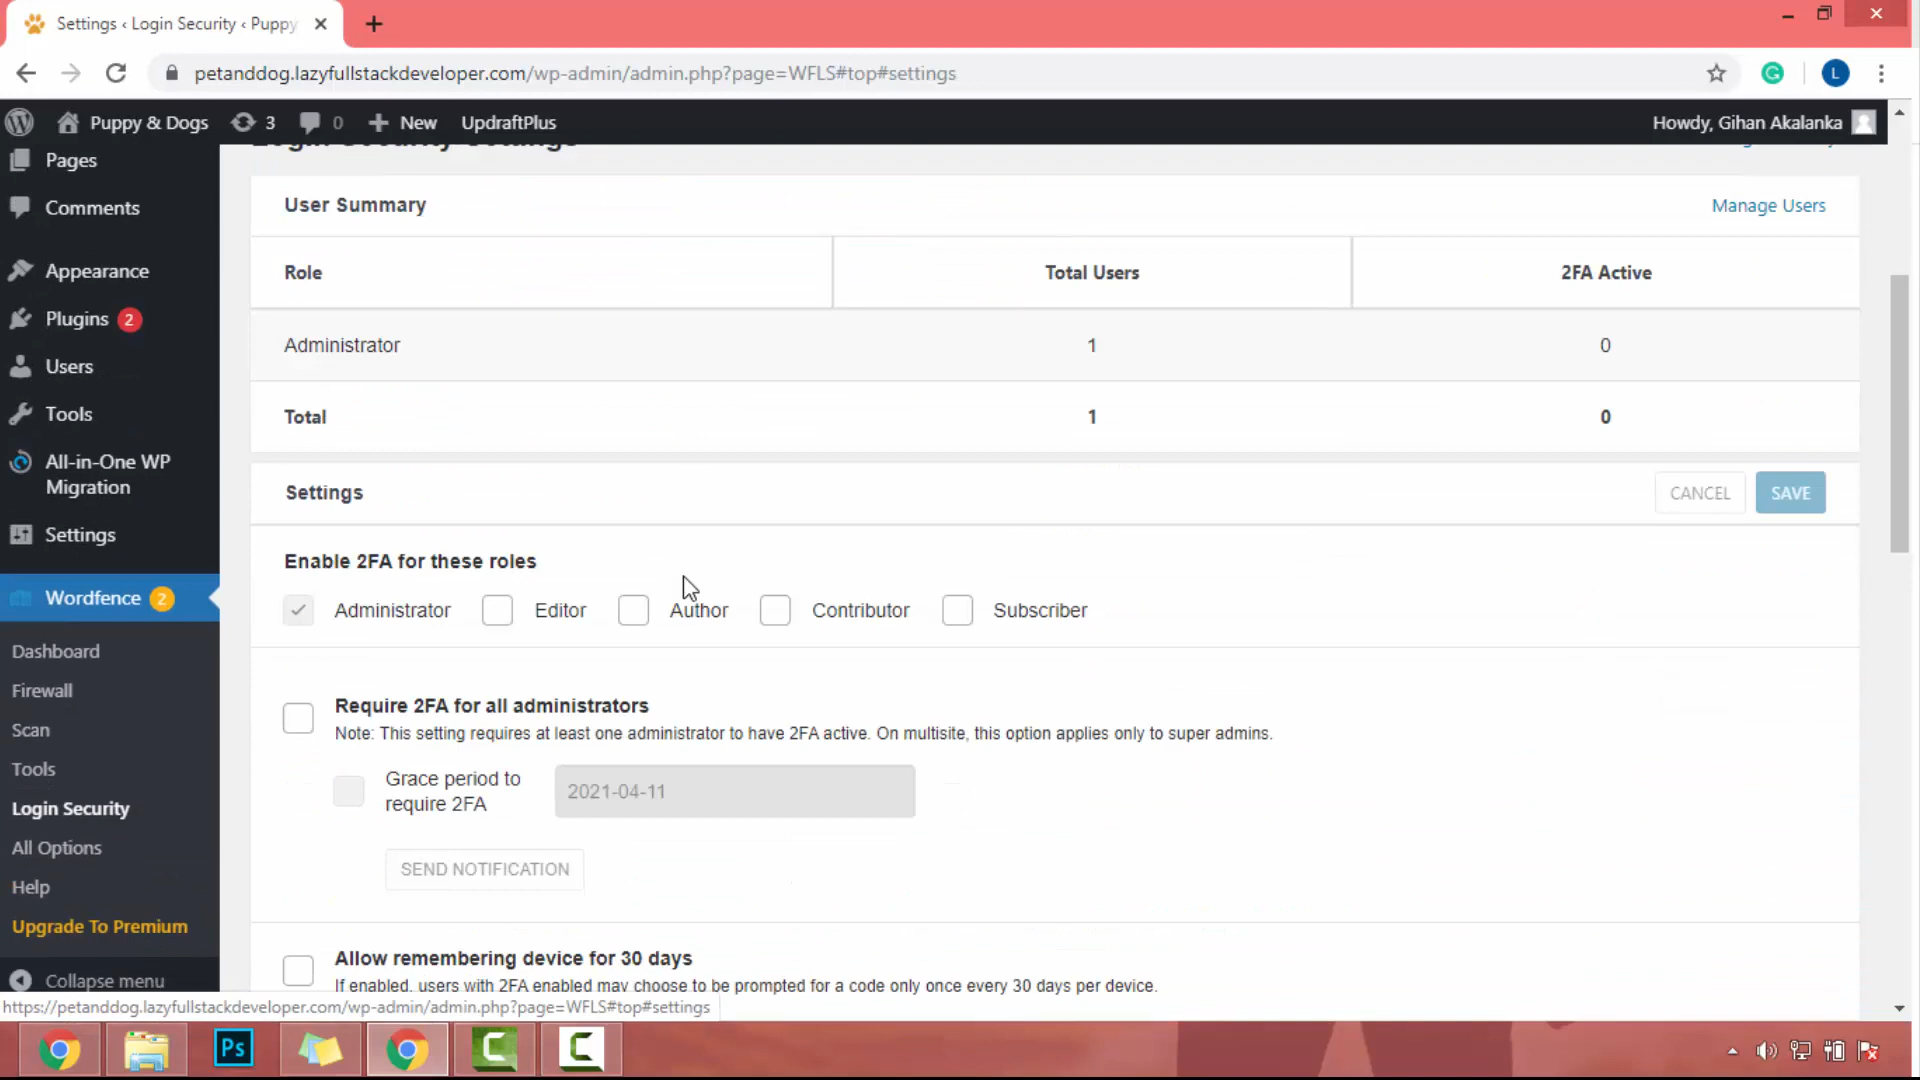 Settings ‹ Login Security ‹ Puppy
petanddog.lazyfullstackdeveloper.com/wp-admin/admin.php?page=WFLS#top#settings
L
Puppy & Dogs 3 0 New UpdraftPlus Howdy, Gihan Akalanka
Pages
Comments
Appearance
Plugins 2
Users
Tools
All-in-One WP
Migration
Settings
Wordfence 2
Dashboard
Firewall
Scan
Tools
Login Security
All Options
Help
Upgrade To Premium
Collapse menu
Login Security Settings
User Summary Manage Users
Role Total Users 2FA Active
Administrator 1 0
Total 1 0
Settings CANCEL SAVE
Enable 2FA for these roles
Administrator Editor Author Contributor Subscriber
Require 2FA for all administrators
Note: This setting requires at least one administrator to have 2FA active. On multisite, this option applies only to super admins.
Grace period to
require 2FA
2021-04-11
SEND NOTIFICATION
Allow remembering device for 30 days
If enabled, users with 2FA enabled may choose to be prompted for a code only once every 30 days per device.
https://petanddog.lazyfullstackdeveloper.com/wp-admin/admin.php?page=WFLS#top#settings
Ps